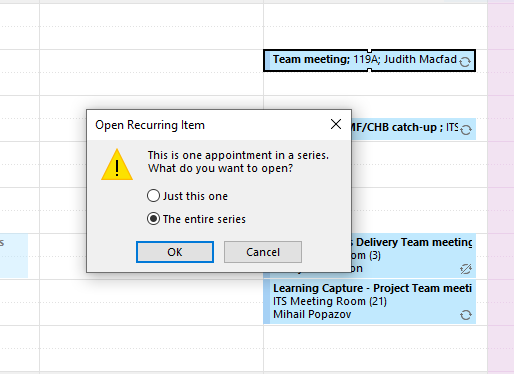 Team meeting; 119A; Judith Macfad
Open Recurring Item
This is one appointment in a series.
What do you want to open?
Just this one
The entire series
OK
Cancel
MF/CHB catch-up ; ITS
s Delivery Team meeting
om (3)
on
Learning Capture - Project Team meeti
ITS Meeting Room (21)
Mihail Popazov
s